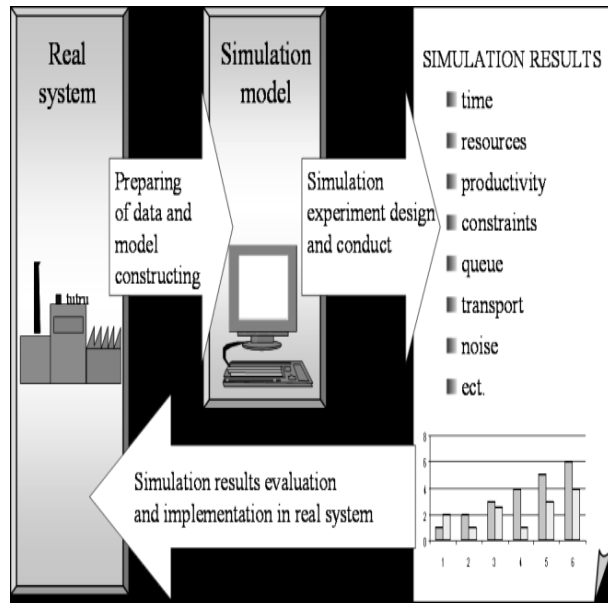 Real
system
tutru
Preparing
of data and
model
constructing
Simulation
model
Simulation
experiment design
and conduct
SIMULATION RESULTS
time
resources
productivity
constraints
queue
transport
noise
ect.
8
6
4
2
0
1 2 3 4 5 6
Simulation results evaluation
and implementation in real system